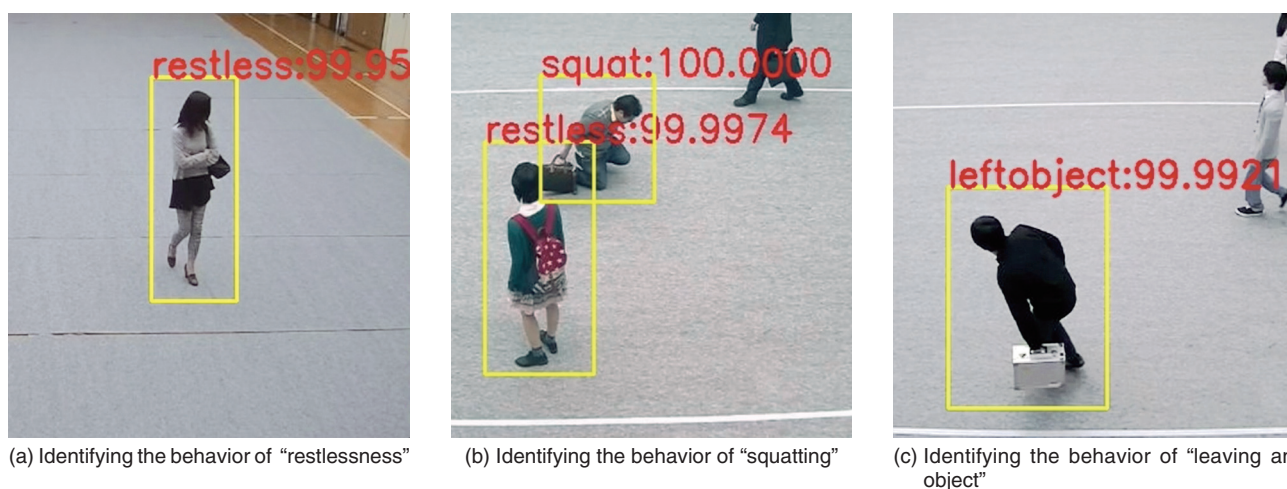 restless:99.95
squat:100.0000
restless:99.9974
leftobject:99.9921
(a) Identifying the behavior of “restlessness”
(b) Identifying the behavior of “squatting”
(c) Identifying the behavior of “leaving an
object”